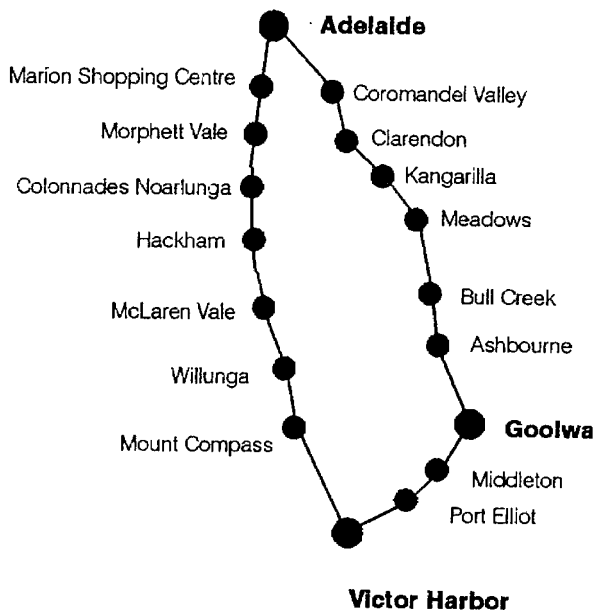 Adelaide
Marion Shopping Centre
Coromandel Valley
Morphett Vale
Clarendon
Kangarilla
Colonnades Noarlunga
Meadows
Hackham
Bull Creek
McLaren Vale
Ashbourne
Willunga
Goolwa
Mount Compass
Middleton
Port Elliot
Victor Harbor